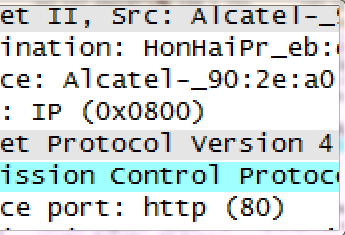 et II, Src: Alcatel-_
ination: HonHaiPr_eb:
ce: Alcatel-_90:2e:a0
: IP (0x0800)
et Protocol Version 4
ission Control Protoc
ce port: http (80)